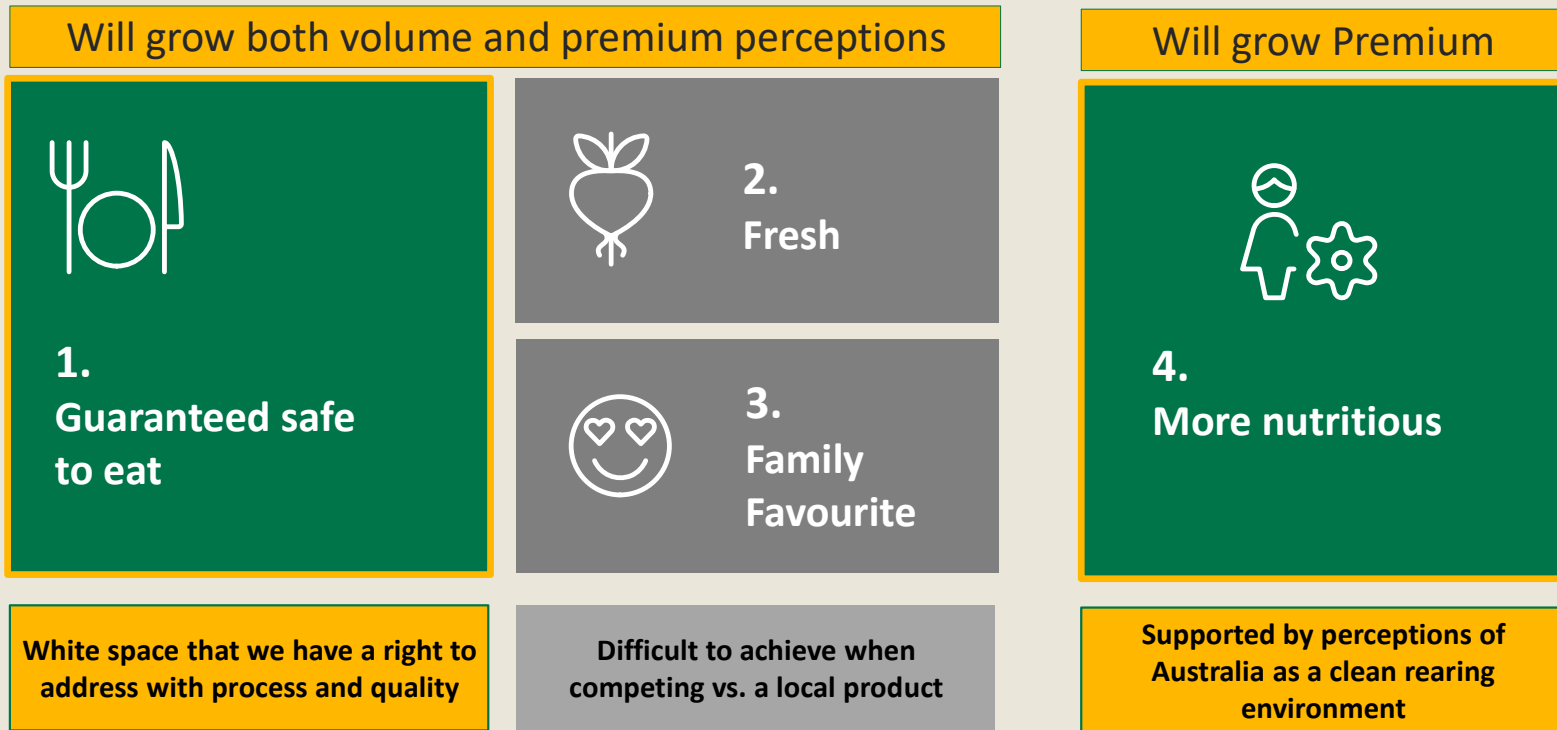 Will grow both volume and premium perceptions
Will grow Premium
1.
Guaranteed safe
to eat
2.
Fresh
3.
Family
Favourite
4.
More nutritious
White space that we have a right to
address with process and quality
Difficult to achieve when
competing vs. a local product
Supported by perceptions of
Australia as a clean rearing
environment